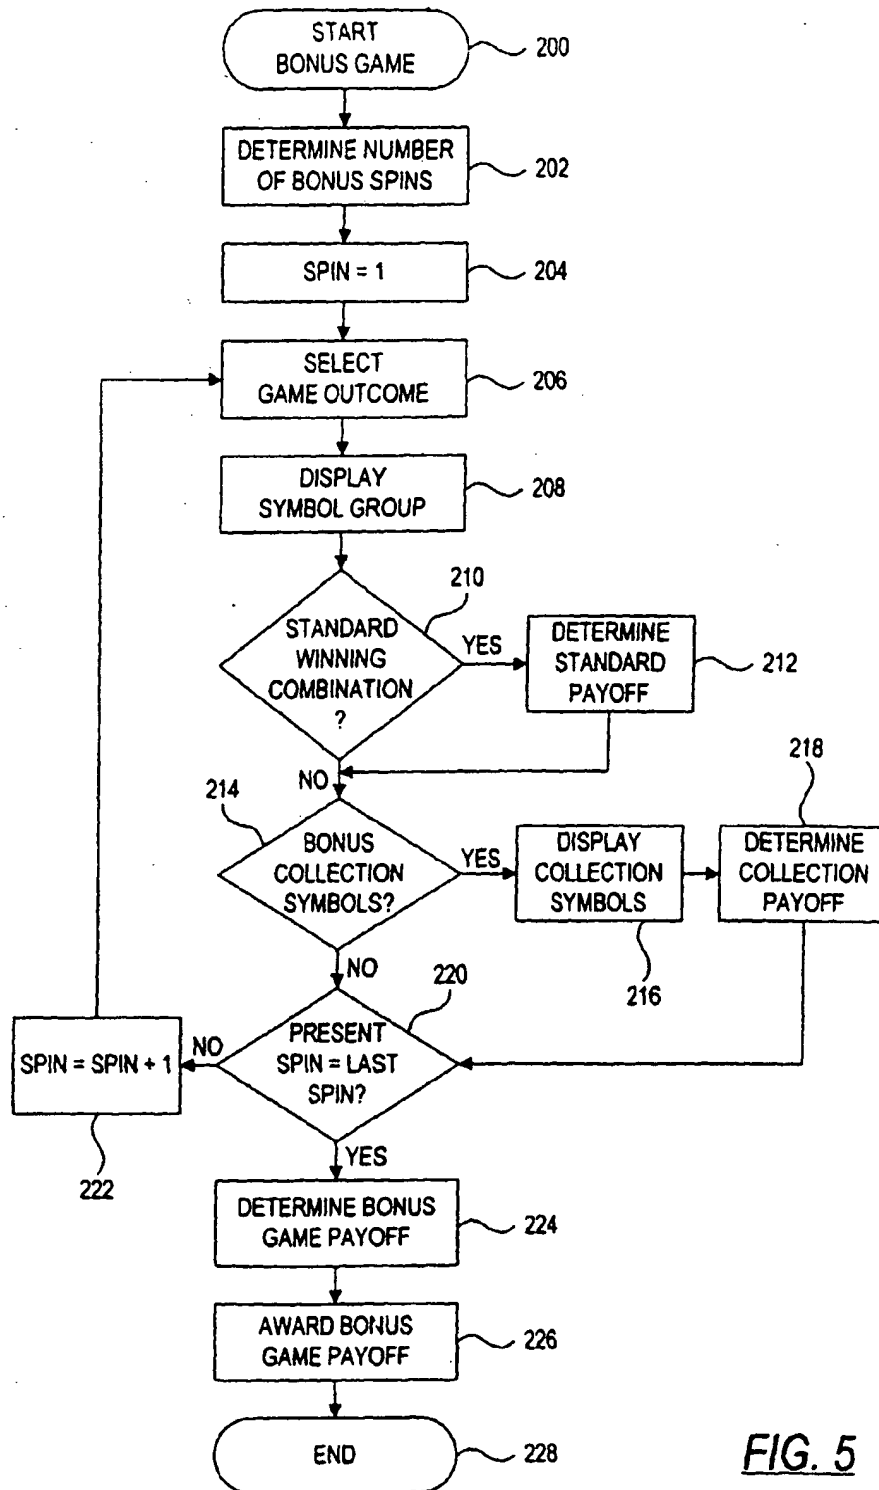 START
BONUS GAME
200
DETERMINE NUMBER
OF BONUS SPINS
202
SPIN = 1
204
SELECT
GAME OUTCOME
206
DISPLAY
SYMBOL GROUP
208
210
STANDARD
WINNING
COMBINATION
?
YES
DETERMINE
STANDARD
PAYOFF
212
NO
214
BONUS
COLLECTION
SYMBOLS?
YES
DISPLAY
COLLECTION
SYMBOLS
216
218
DETERMINE
COLLECTION
PAYOFF
NO
220
PRESENT
SPIN = LAST
SPIN?
NO
SPIN = SPIN + 1
222
YES
DETERMINE BONUS
GAME PAYOFF
224
AWARD BONUS
GAME PAYOFF
226
END
228
FIG. 5